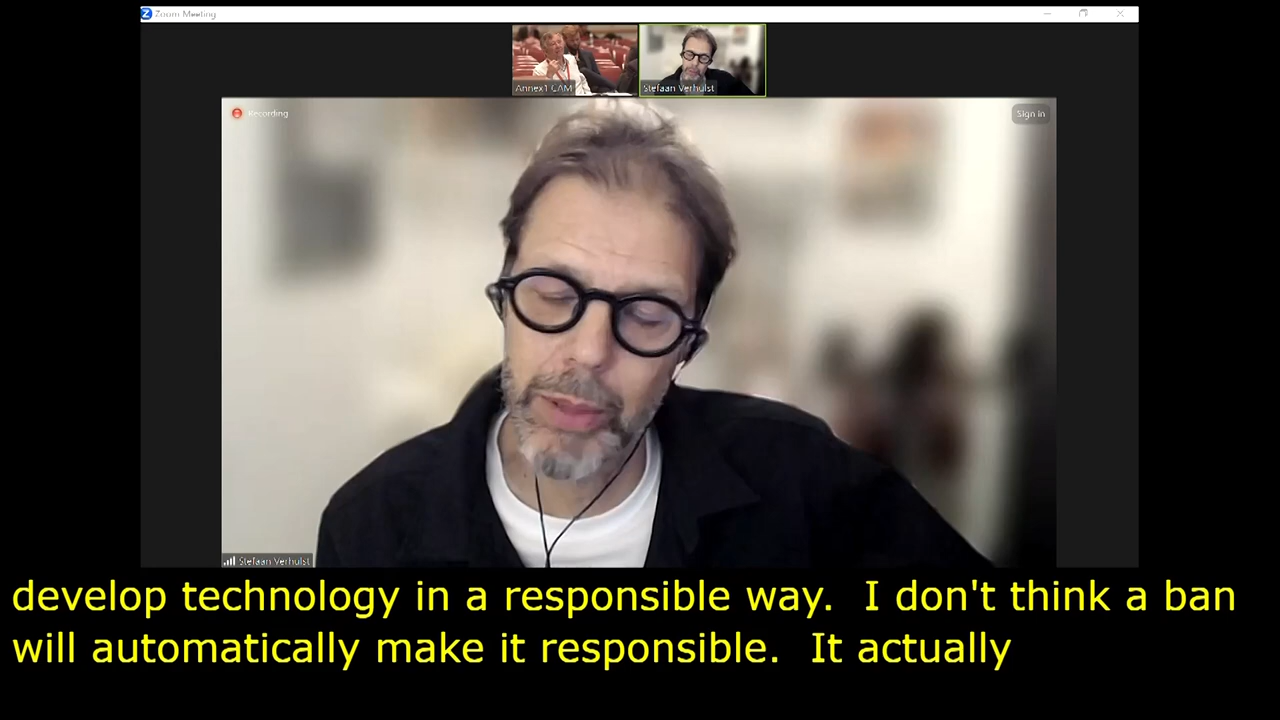 Zoom Meeting
Annex1 CAM
Stefaan Verhulst
Recording
Sign in
Stefaan Verhulst
develop technology in a responsible way.  I don't think a ban
will automatically make it responsible.  It actually